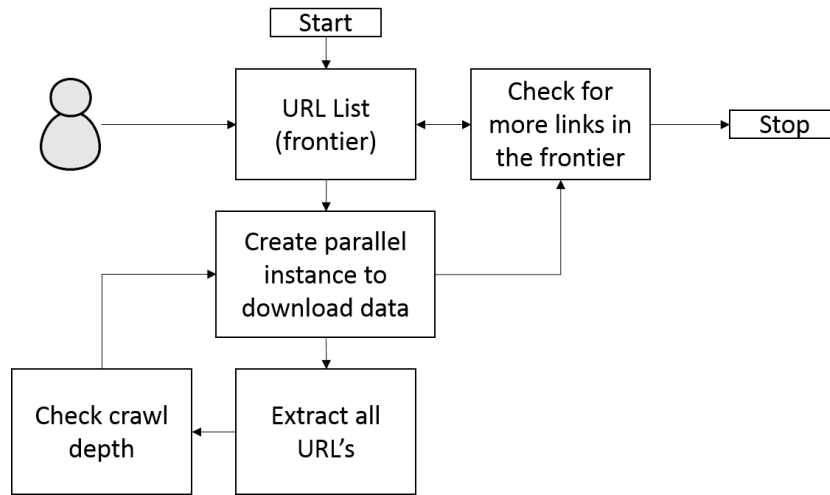 Start
URL List
(frontier)
Check for
more links in
the frontier
Stop
Create parallel
instance to
download data
Check crawl
depth
Extract all
URL's